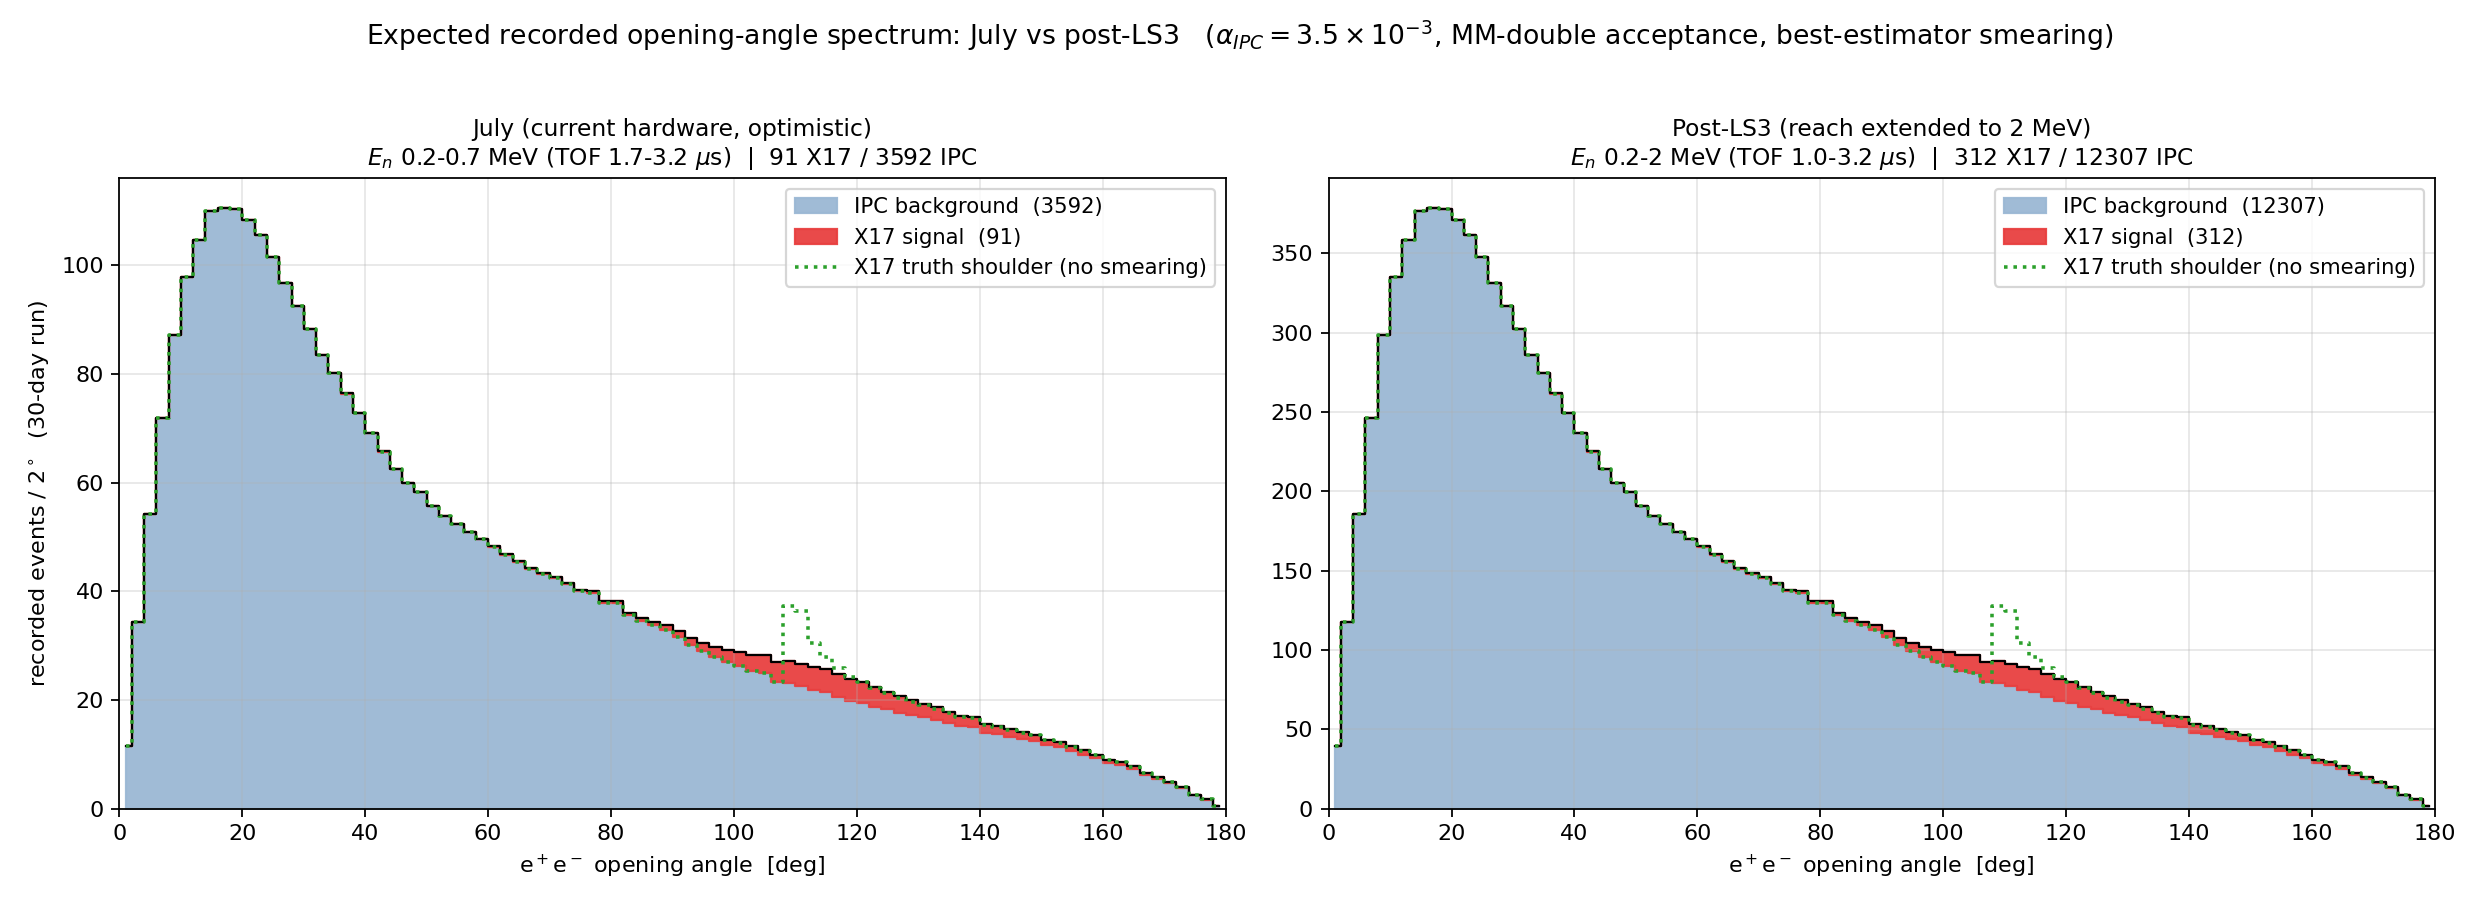 Expected recorded opening-angle spectrum: July vs post-LS3   (α_IPC = 3.5 × 10⁻³, MM-double acceptance, best-estimator smearing)
July (current hardware, optimistic)
E_n 0.2-0.7 MeV (TOF 1.7-3.2 μs)  |  91 X17 / 3592 IPC
IPC background  (3592)
X17 signal  (91)
X17 truth shoulder (no smearing)
recorded events / 2°  (30-day run)
100
80
60
40
20
0
0 20 40 60 80 100 120 140 160 180
e⁺e⁻ opening angle  [deg]
Post-LS3 (reach extended to 2 MeV)
E_n 0.2-2 MeV (TOF 1.0-3.2 μs)  |  312 X17 / 12307 IPC
IPC background  (12307)
X17 signal  (312)
X17 truth shoulder (no smearing)
350
300
250
200
150
100
50
0
0 20 40 60 80 100 120 140 160 180
e⁺e⁻ opening angle  [deg]